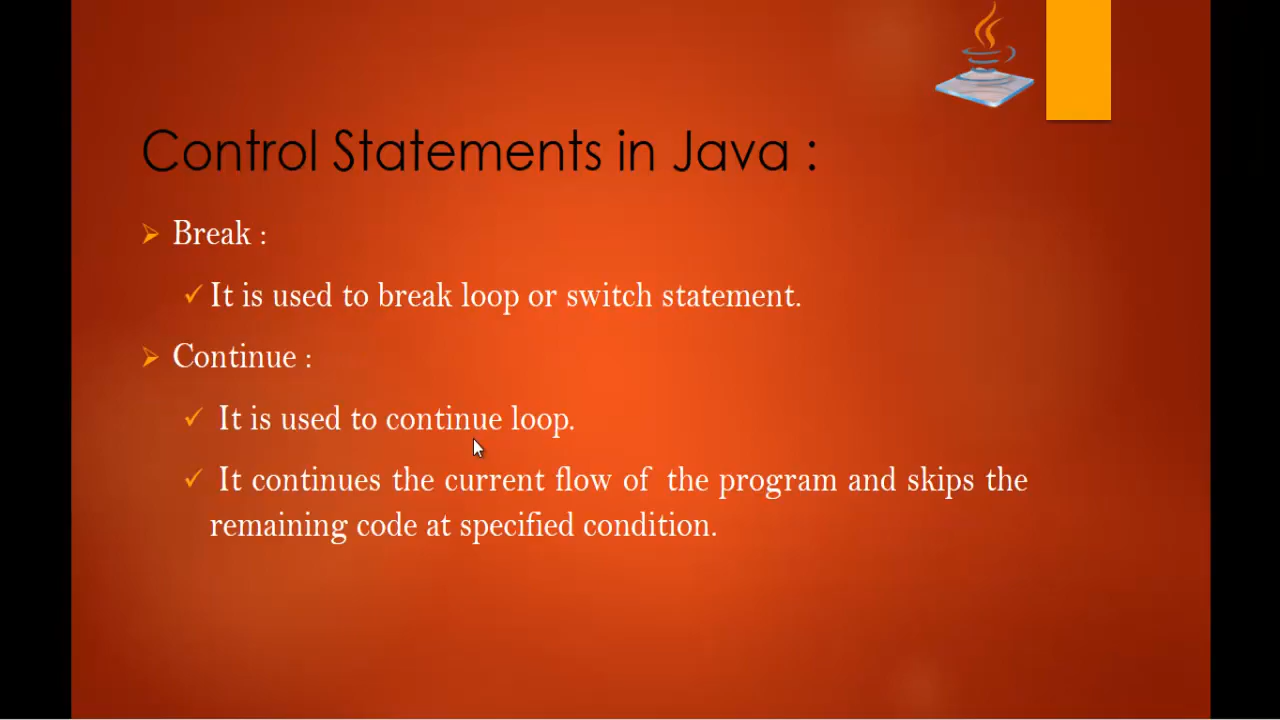 Control Statements in Java :
Break :
It is used to break loop or switch statement.
Continue :
It is used to continue loop.
It continues the current flow of the program and skips the
remaining code at specified condition.